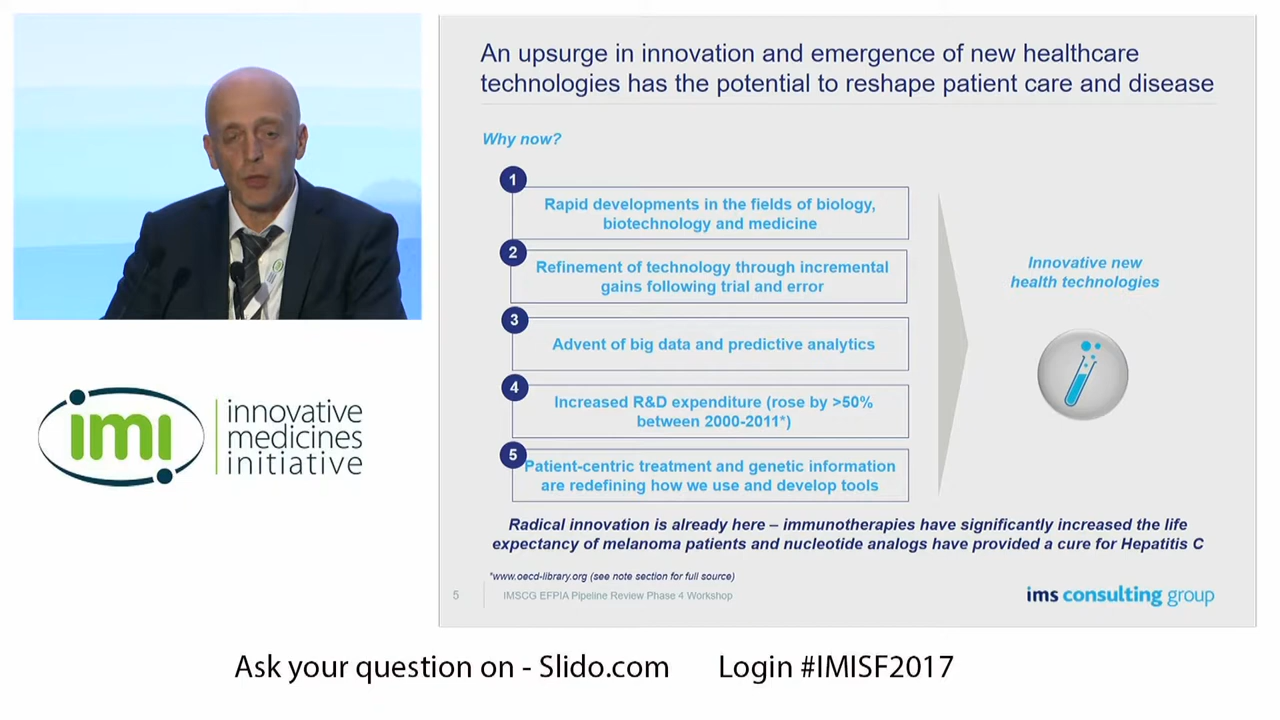 An upsurge in innovation and emergence of new healthcare
technologies has the potential to reshape patient care and disease
Why now?
1
Rapid developments in the fields of biology,
biotechnology and medicine
2
Refinement of technology through incremental
gains following trial and error
3
Advent of big data and predictive analytics
4
Increased R&D expenditure (rose by >50%
between 2000-2011*)
5
Patient-centric treatment and genetic information
are redefining how we use and develop tools
Innovative new
health technologies
Radical innovation is already here – immunotherapies have significantly increased the life
expectancy of melanoma patients and nucleotide analogs have provided a cure for Hepatitis C
*www.oecd-library.org (see note section for full source)
5
IMSCG EFPIA Pipeline Review Phase 4 Workshop
ims consulting group
imi
innovative
medicines
initiative
Ask your question on - Slido.com Login #IMISF2017